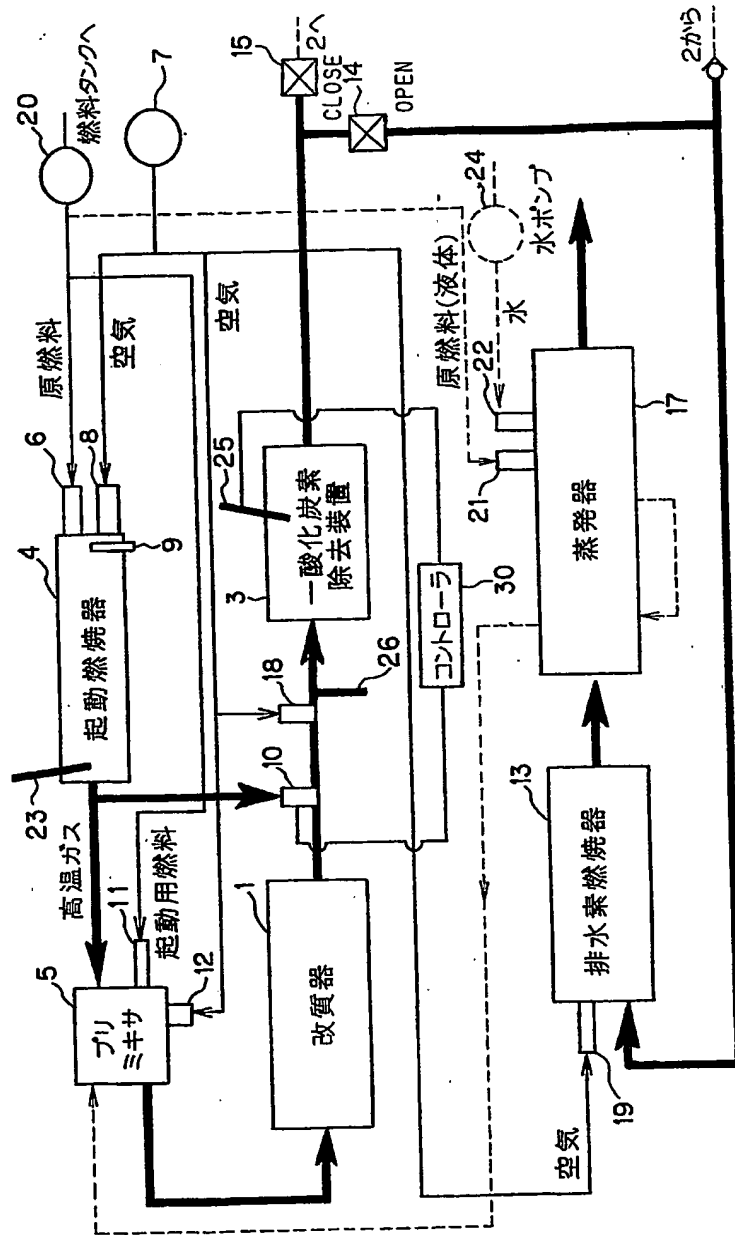 20
燃料タンクへ
7
4
起動燃焼器
6
8
9
原燃料
空気
23
高温ガス
5
プリ
ミキサ
11
起動用燃料
12
空気
15
2へ
CLOSE
14
OPEN
1
改質器
10
18
26
3
一酸化炭素
除去装置
25
コントローラ
30
原燃料(液体)
水
24
水ポンプ
21
22
蒸発器
17
13
排水素燃焼器
空気
19
2から